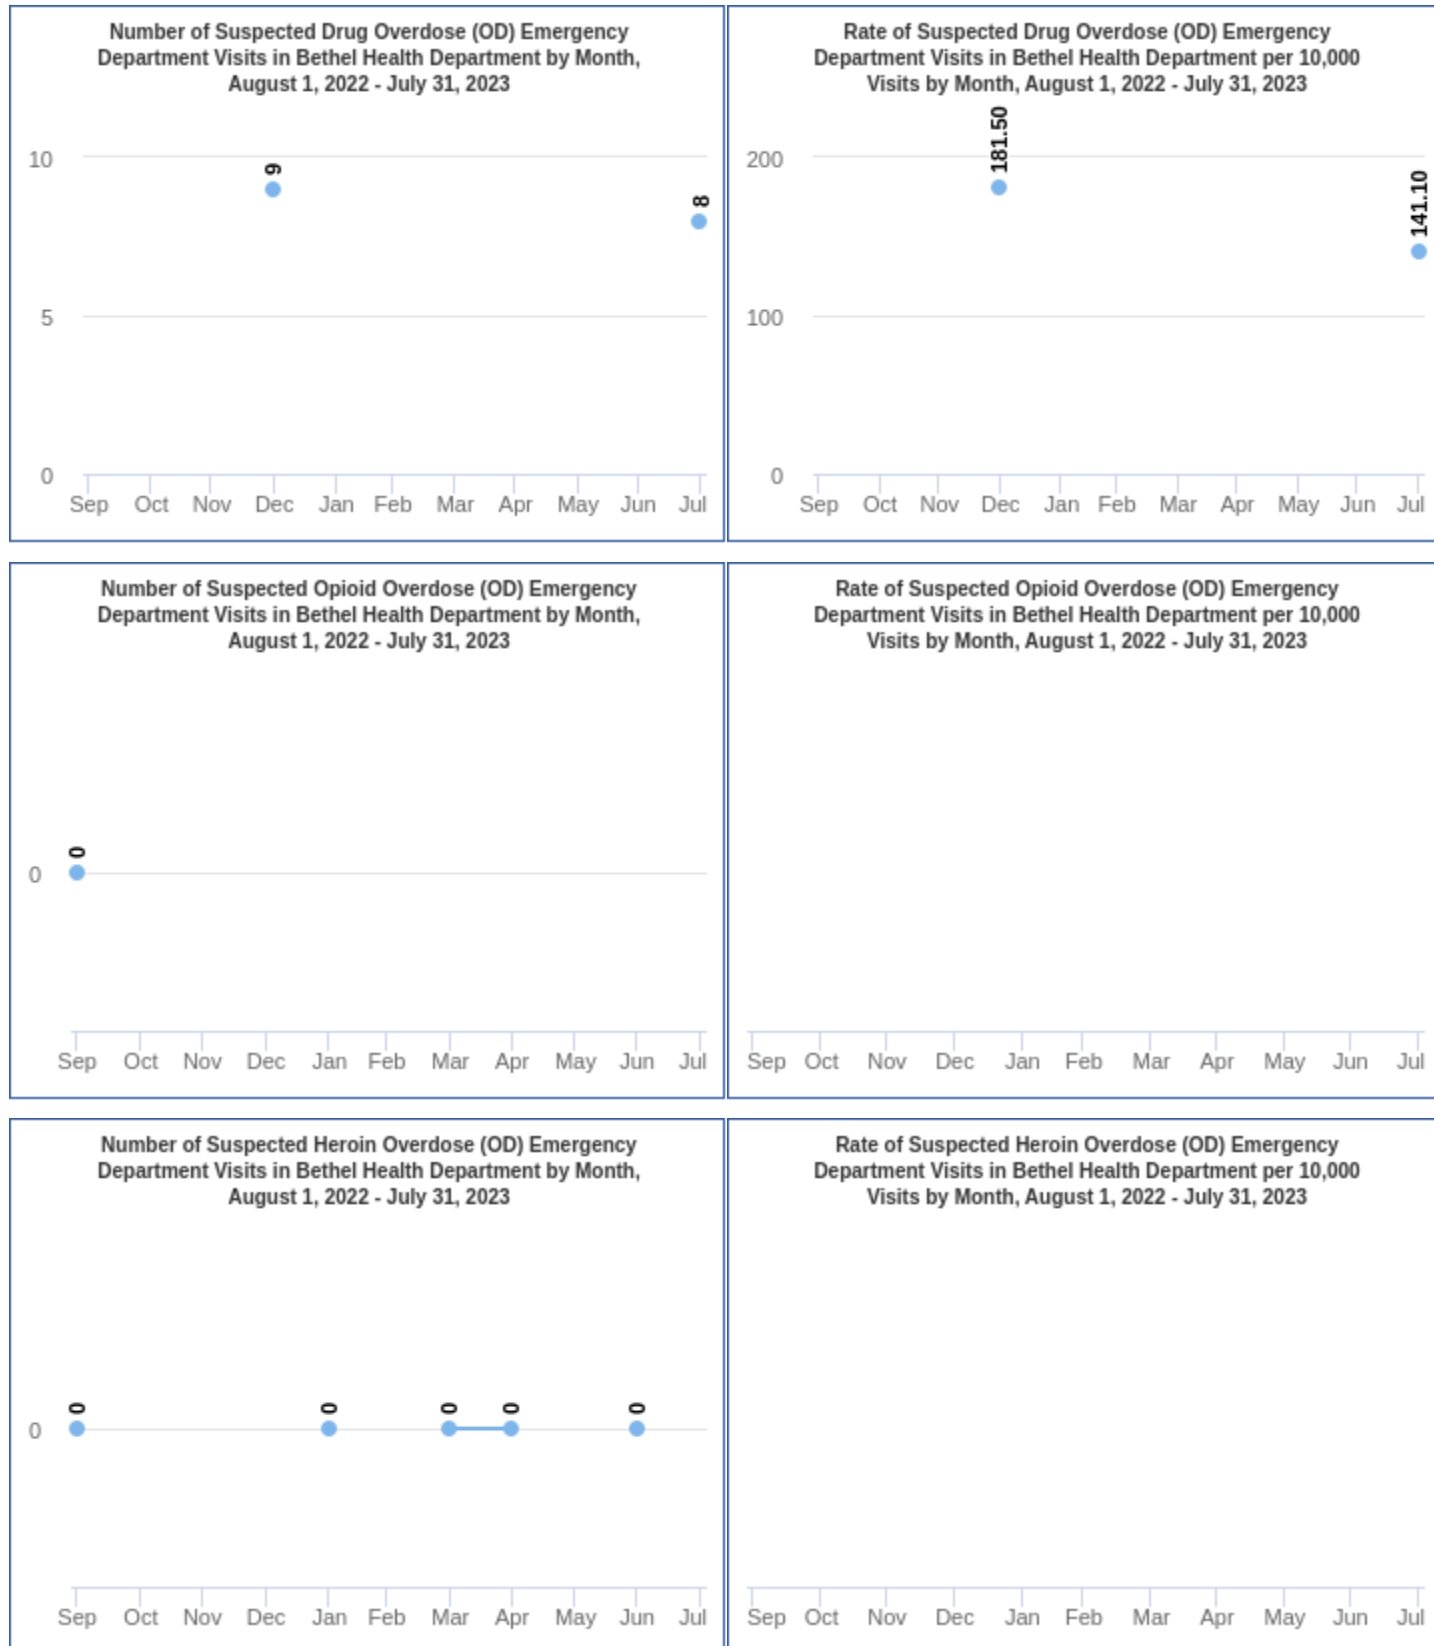 Number of Suspected Drug Overdose (OD) Emergency
Department Visits in Bethel Health Department by Month,
August 1, 2022 - July 31, 2023
10
9
8
5
0
Sep Oct Nov Dec Jan Feb Mar Apr May Jun Jul
Rate of Suspected Drug Overdose (OD) Emergency
Department Visits in Bethel Health Department per 10,000
Visits by Month, August 1, 2022 - July 31, 2023
181.50
200
141.10
100
0
Sep Oct Nov Dec Jan Feb Mar Apr May Jun Jul
Number of Suspected Opioid Overdose (OD) Emergency
Department Visits in Bethel Health Department by Month,
August 1, 2022 - July 31, 2023
0
0
Sep Oct Nov Dec Jan Feb Mar Apr May Jun Jul
Rate of Suspected Opioid Overdose (OD) Emergency
Department Visits in Bethel Health Department per 10,000
Visits by Month, August 1, 2022 - July 31, 2023
Sep Oct Nov Dec Jan Feb Mar Apr May Jun Jul
Number of Suspected Heroin Overdose (OD) Emergency
Department Visits in Bethel Health Department by Month,
August 1, 2022 - July 31, 2023
0 0 0 0 0
0
Sep Oct Nov Dec Jan Feb Mar Apr May Jun Jul
Rate of Suspected Heroin Overdose (OD) Emergency
Department Visits in Bethel Health Department per 10,000
Visits by Month, August 1, 2022 - July 31, 2023
Sep Oct Nov Dec Jan Feb Mar Apr May Jun Jul